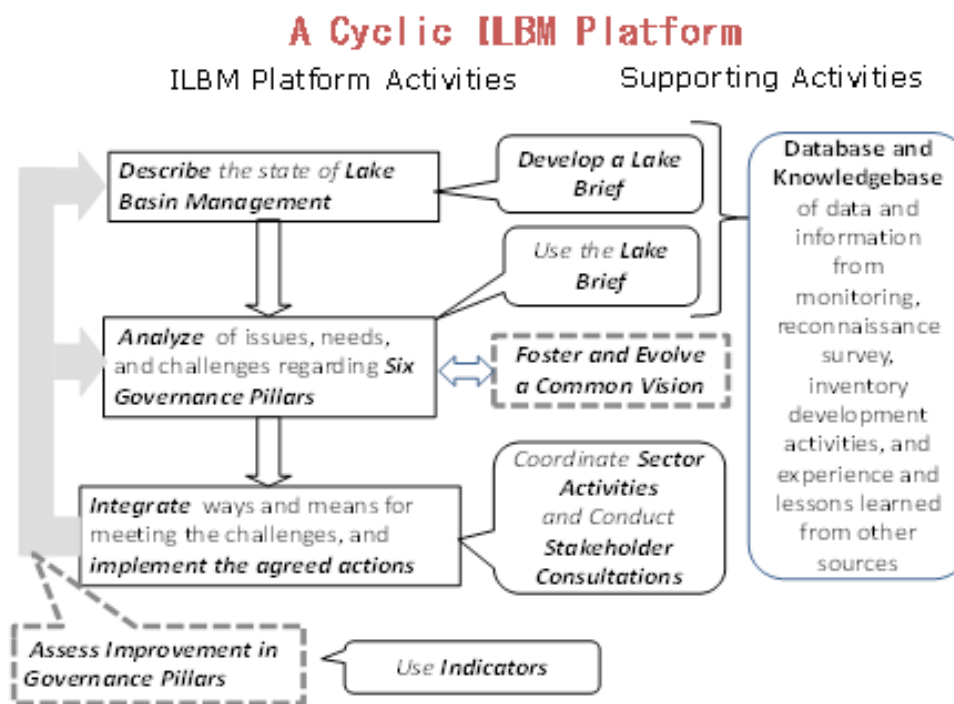 A Cyclic ILBM Platform
ILBM Platform Activities
Supporting Activities
Describe the state of Lake
Basin Management
Develop a Lake
Brief
Use the Lake
Brief
Analyze of issues, needs,
and challenges regarding Six
Governance Pillars
Foster and Evolve
a Common Vision
Integrate ways and means for
meeting the challenges, and
implement the agreed actions
Coordinate Sector
Activities
and Conduct
Stakeholder
Consultations
Assess Improvement in
Governance Pillars
Use Indicators
Database and
Knowledgebase
of data and
information
from
monitoring,
reconnaissance
survey,
inventory
development
activities, and
experience and
lessons learned
from other
sources